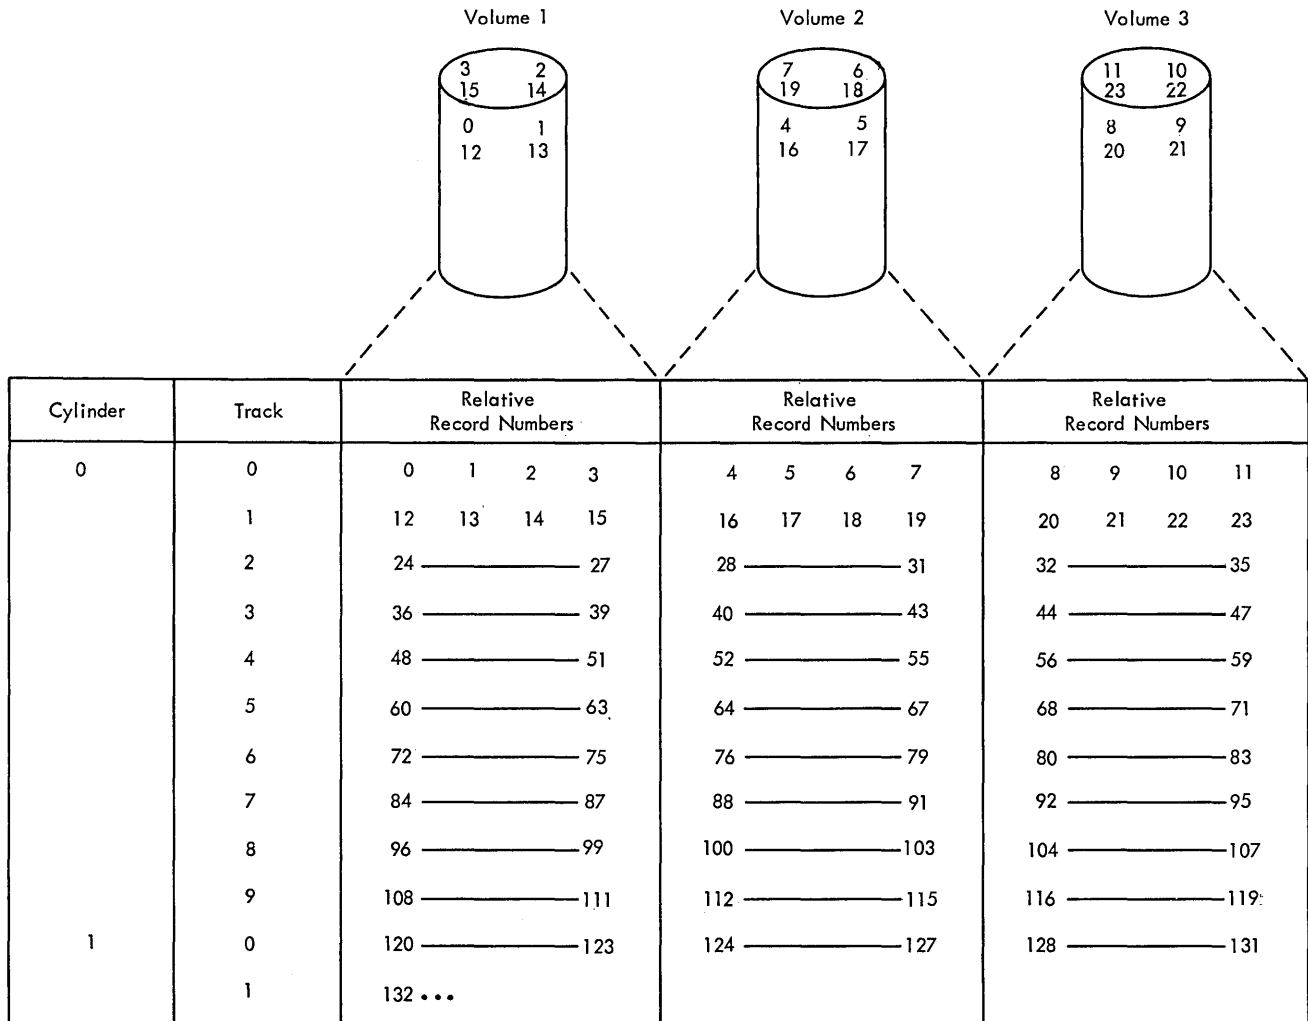 Volume 1 Volume 2 Volume 3
3 2 7 6 11 10
15 14 19 18 23 22
0 1 4 5 8 9
12 13 16 17 20 21
Cylinder Track Relative Record Numbers Relative Record Numbers Relative Record Numbers
0 0 0 1 2 3 4 5 6 7 8 9 10 11
1 12 13 14 15 16 17 18 19 20 21 22 23
2 24 — 27 28 — 31 32 — 35
3 36 — 39 40 — 43 44 — 47
4 48 — 51 52 — 55 56 — 59
5 60 — 63 64 — 67 68 — 71
6 72 — 75 76 — 79 80 — 83
7 84 — 87 88 — 91 92 — 95
8 96 — 99 100 — 103 104 — 107
9 108 — 111 112 — 115 116 — 119
1 0 120 — 123 124 — 127 128 — 131
1 132 •••